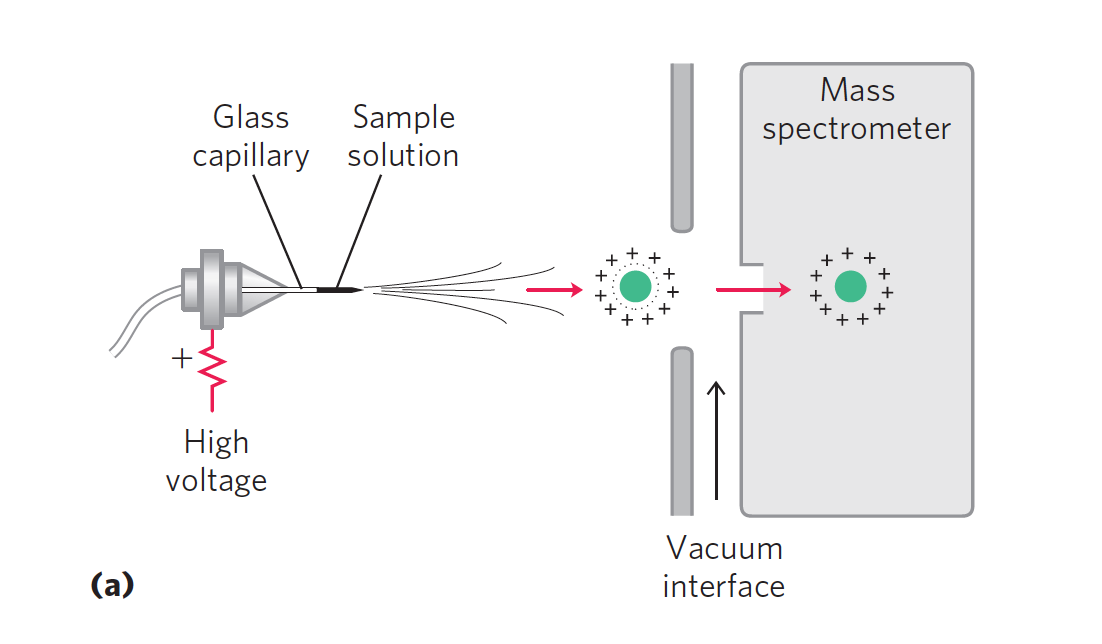 Glass
capillary
Sample
solution
Mass
spectrometer
+
High
voltage
Vacuum
interface
(a)